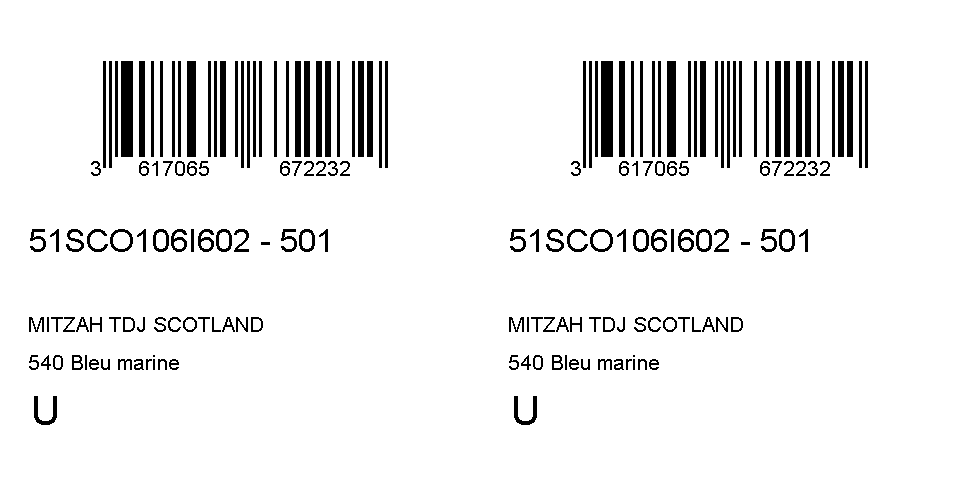 3 617065 672232
51SCO106I602 - 501
MITZAH TDJ SCOTLAND
540 Bleu marine
U
3 617065 672232
51SCO106I602 - 501
MITZAH TDJ SCOTLAND
540 Bleu marine
U